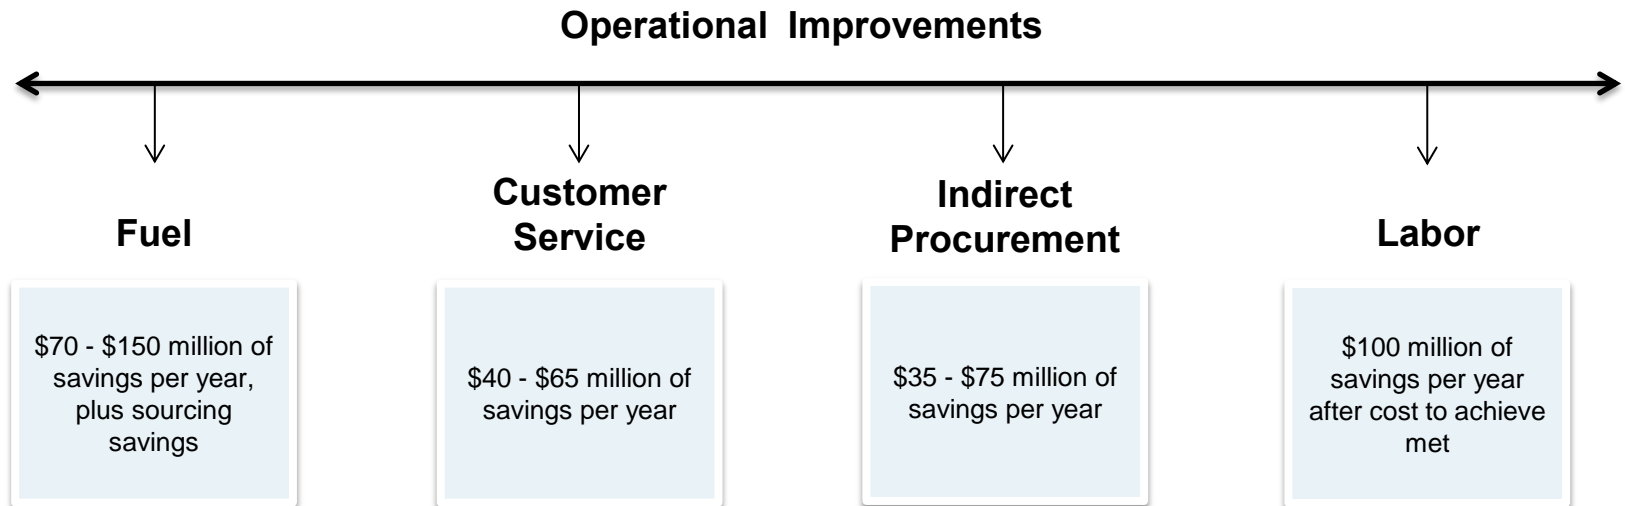 Operational Improvements
Fuel
Customer
Service
Indirect
Procurement
Labor
$70 - $150 million of
savings per year,
plus sourcing
savings
$40 - $65 million of
savings per year
$35 - $75 million of
savings per year
$100 million of
savings per year
after cost to achieve
met